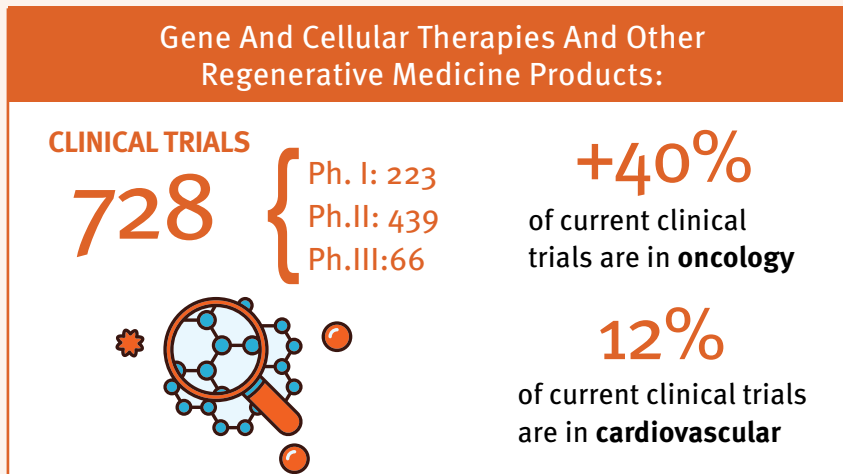 Gene And Cellular Therapies And Other
Regenerative Medicine Products:
CLINICAL TRIALS
728
Ph. I: 223
Ph.II: 439
Ph.III:66
+40%
of current clinical
trials are in oncology
12%
of current clinical trials
are in cardiovascular